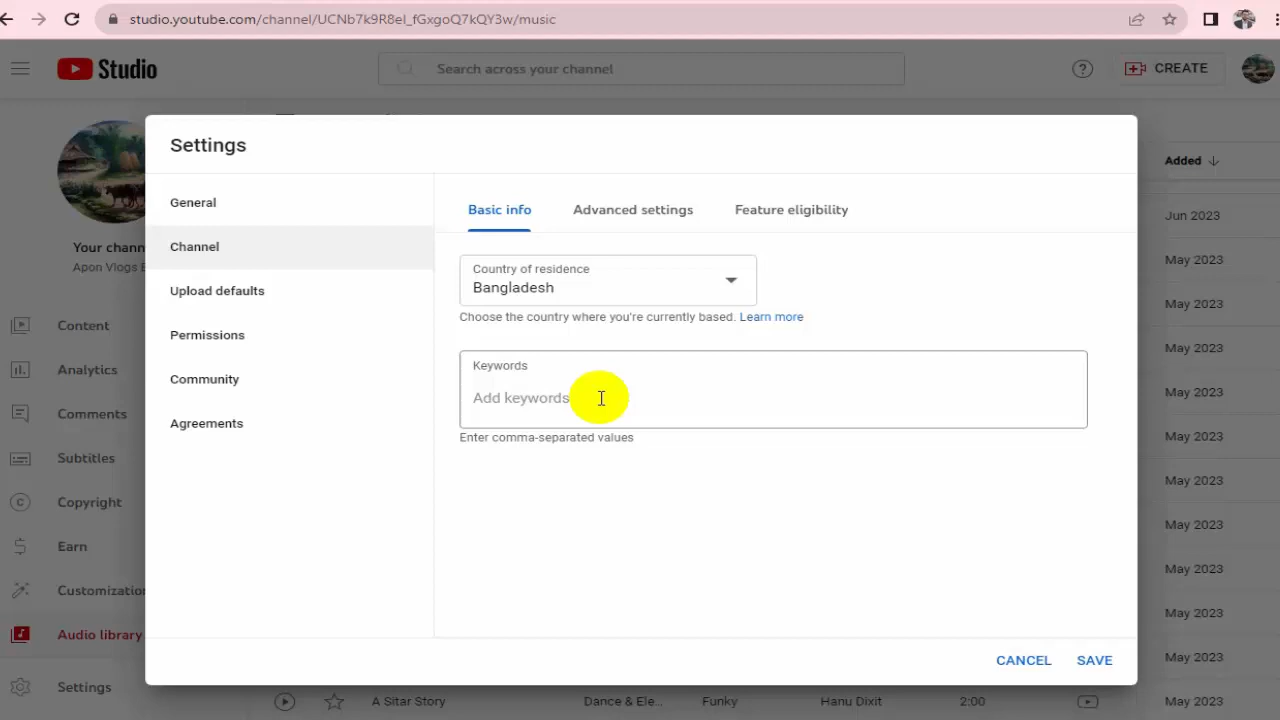 studio.youtube.com/channel/UCNb7k9R8eI_fGxgoQ7kQY3w/music
Studio
Search across your channel
CREATE
Settings
General
Channel
Upload defaults
Permissions
Community
Agreements
Basic info
Advanced settings
Feature eligibility
Country of residence
Bangladesh
Choose the country where you're currently based. Learn more
Keywords
Add keywords
Enter comma-separated values
CANCEL
SAVE
Your chann
Apon Vlogs B
Content
Analytics
Comments
Subtitles
Copyright
Earn
Customization
Audio library
Settings
Added
Jun 2023
May 2023
May 2023
May 2023
May 2023
May 2023
May 2023
May 2023
May 2023
May 2023
May 2023
A Sitar Story
Dance & Ele...
Funky
Hanu Dixit
2:00
May 2023